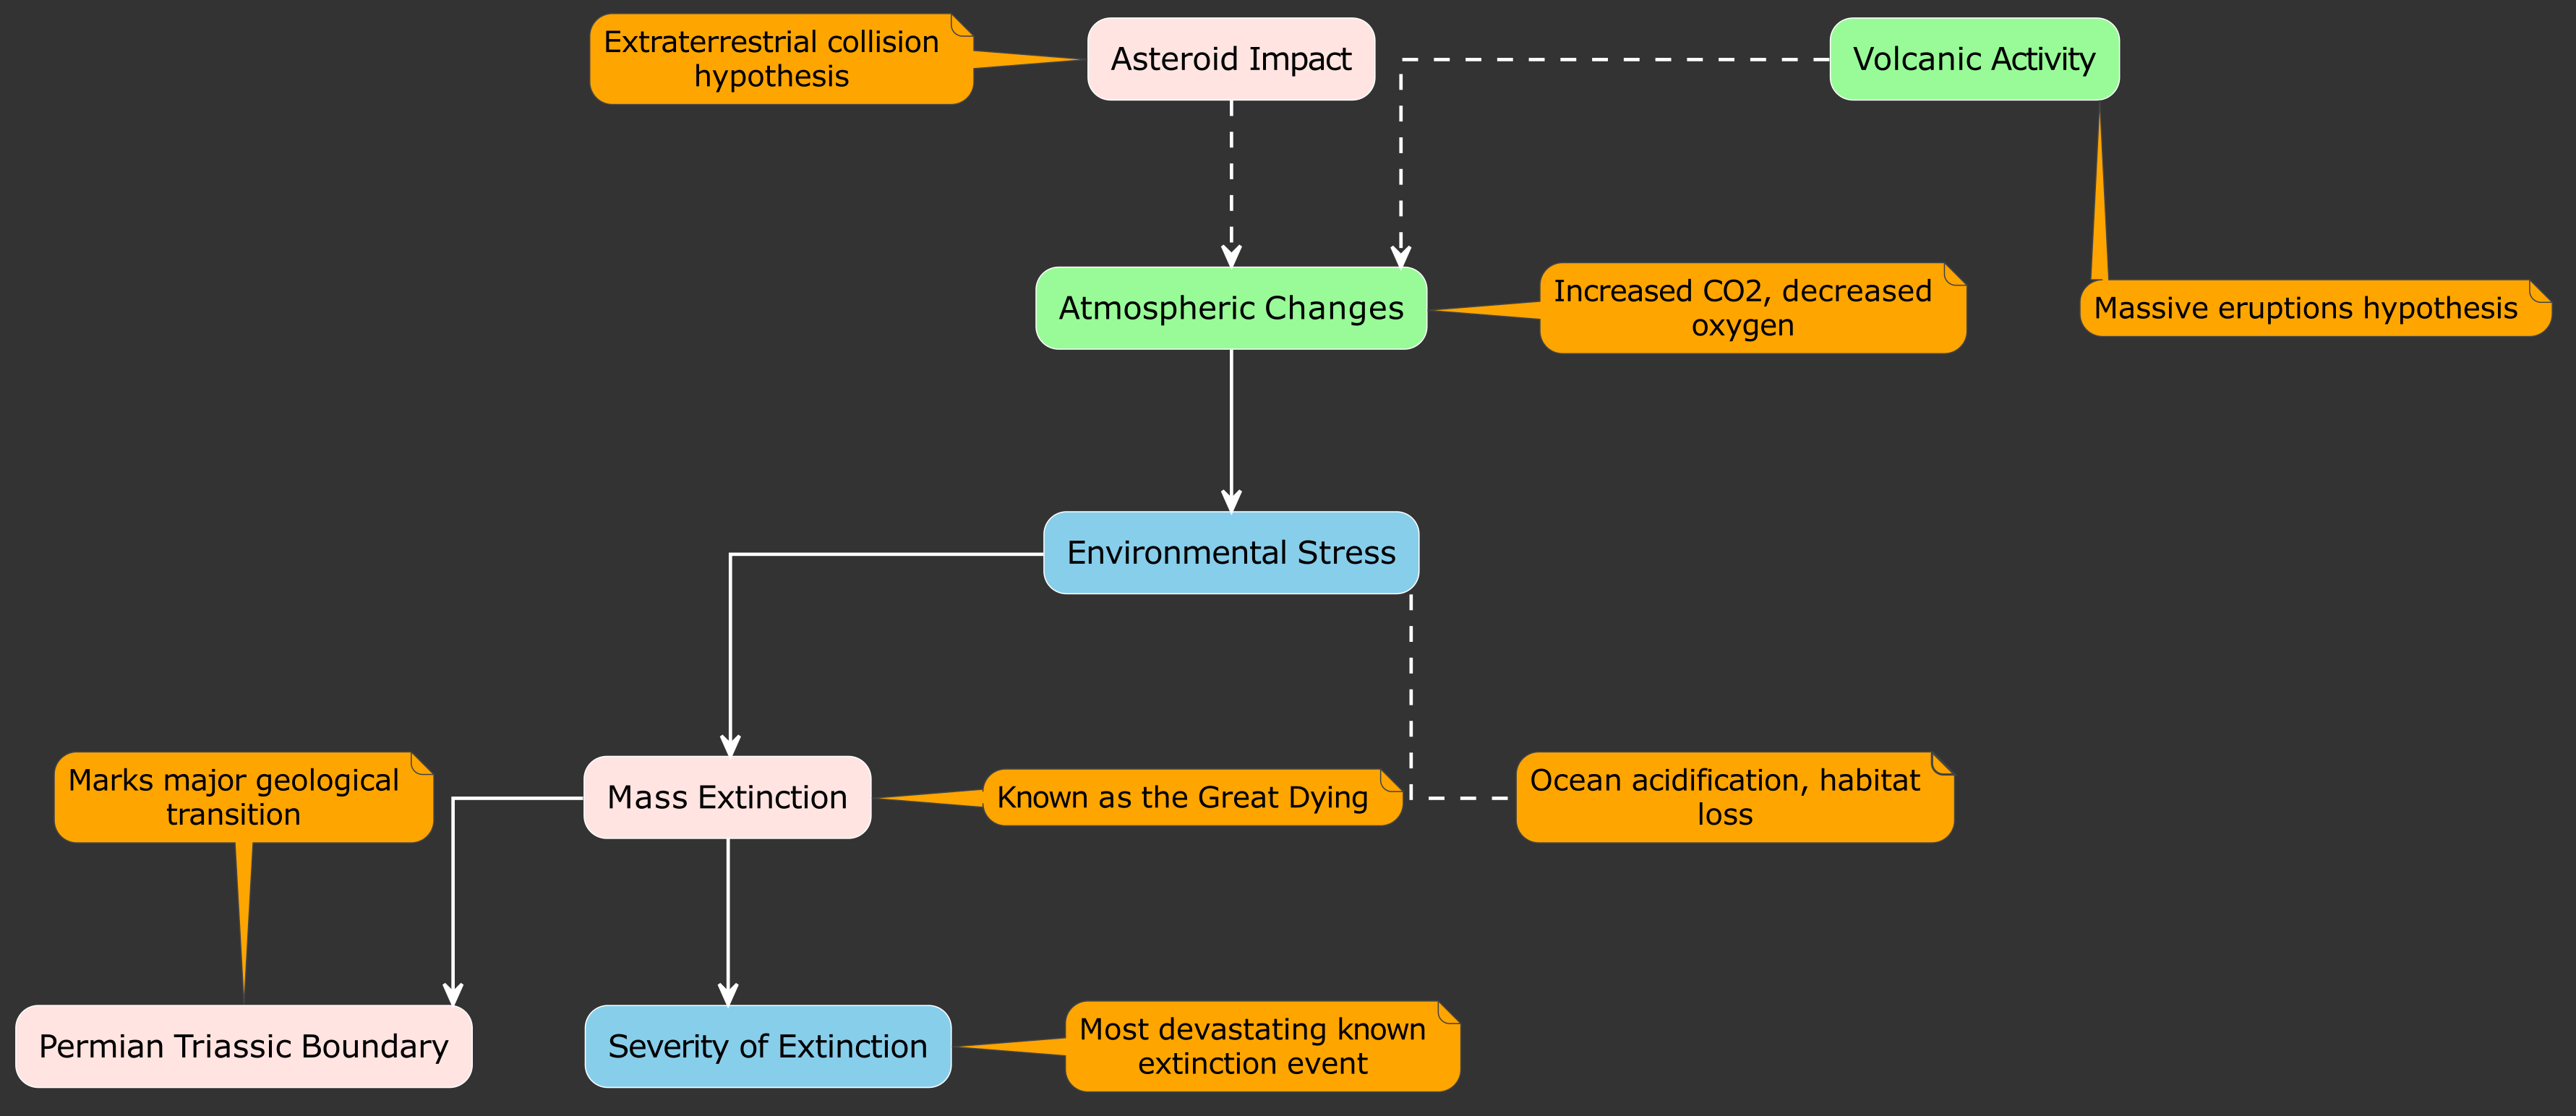 Extraterrestrial collision
hypothesis
Asteroid Impact
Volcanic Activity
Atmospheric Changes
Increased CO2, decreased
oxygen
Massive eruptions hypothesis
Environmental Stress
Marks major geological
transition
Mass Extinction
Known as the Great Dying
Ocean acidification, habitat
loss
Permian Triassic Boundary
Severity of Extinction
Most devastating known
extinction event